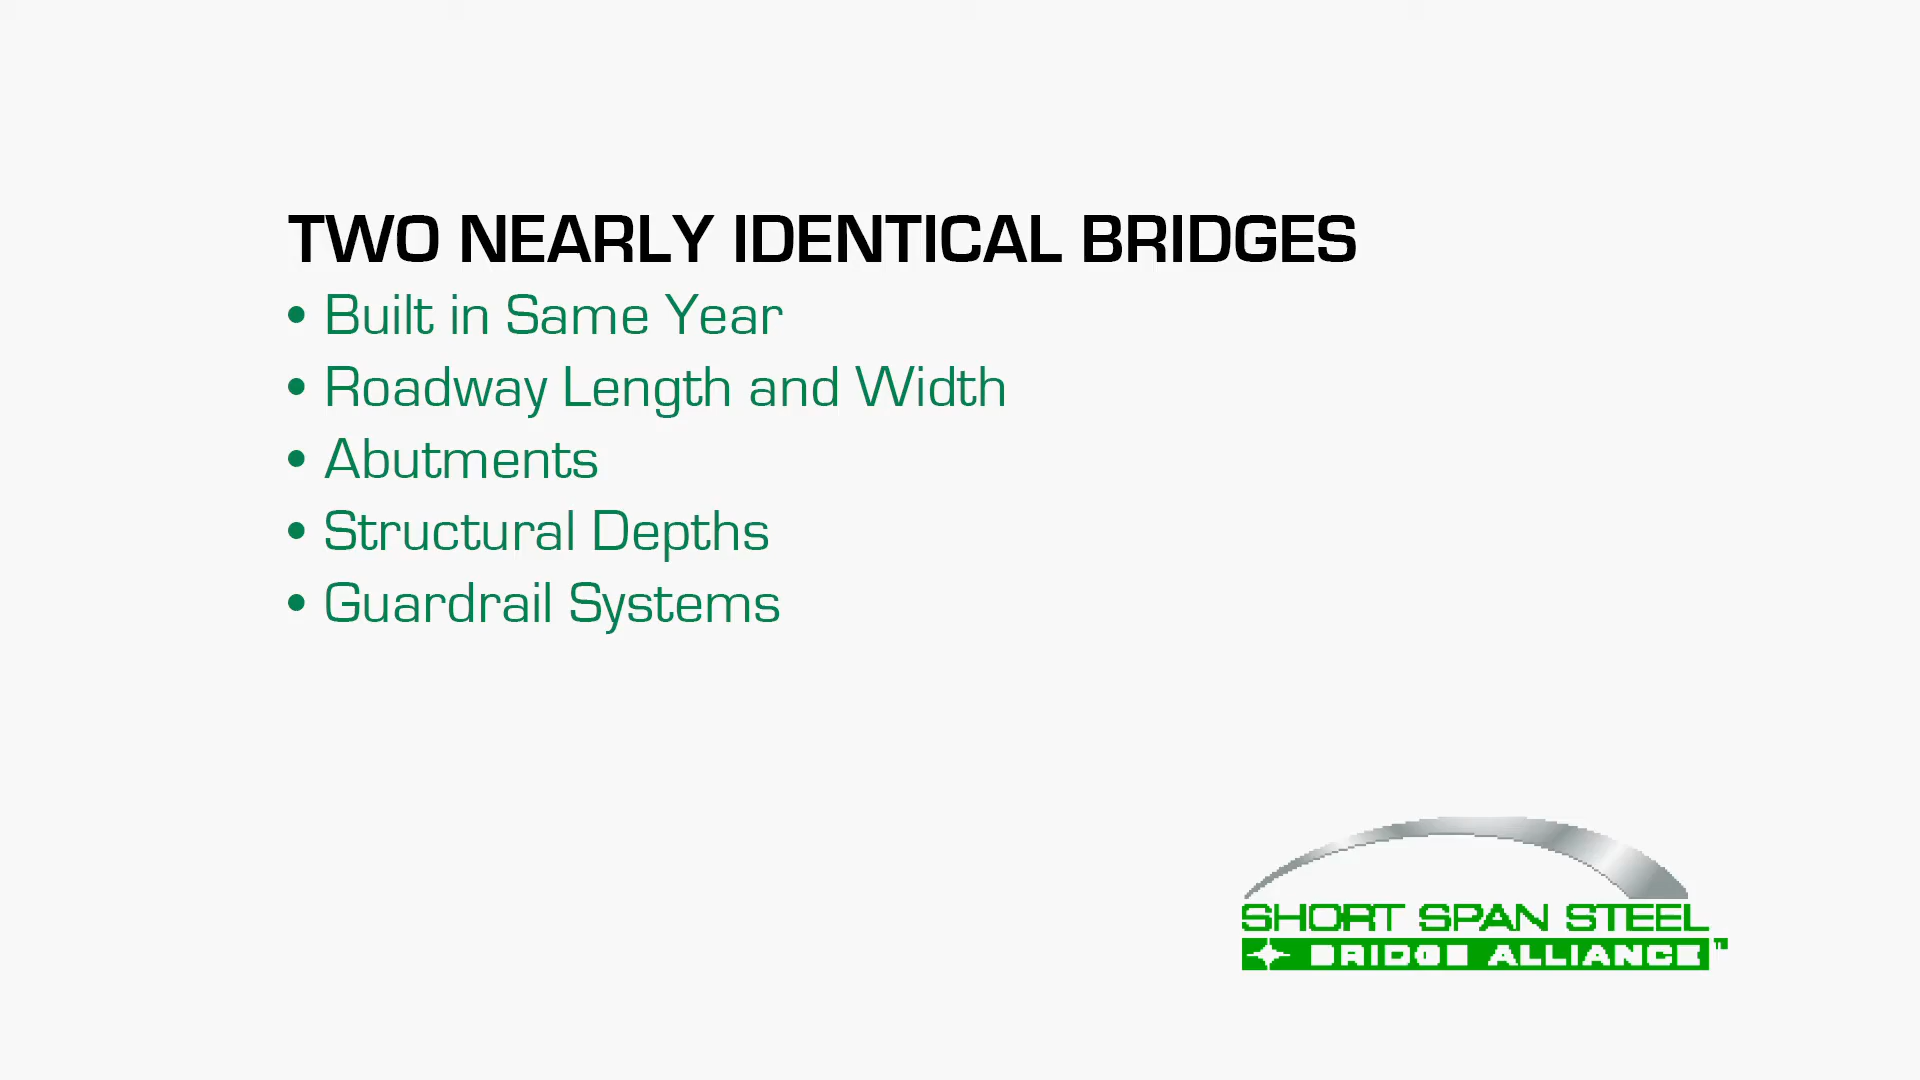 TWO NEARLY IDENTICAL BRIDGES
• Built in Same Year
• Roadway Length and Width
• Abutments
• Structural Depths
• Guardrail Systems
SHORT SPAN STEEL
BRIDGE ALLIANCE™